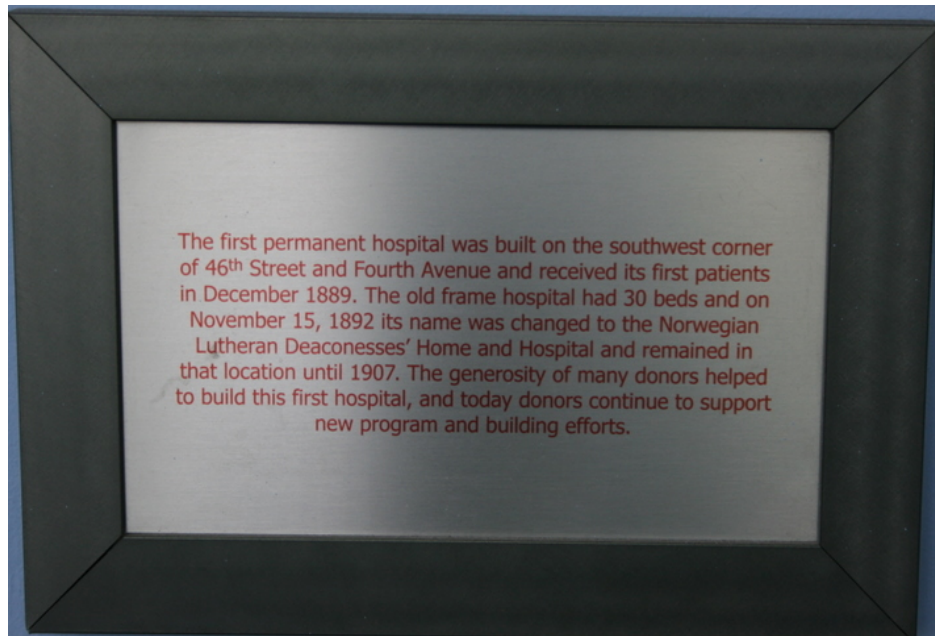 The first permanent hospital was built on the southwest corner
of 46th Street and Fourth Avenue and received its first patients
in December 1889. The old frame hospital had 30 beds and on
November 15, 1892 its name was changed to the Norwegian
Lutheran Deaconesses’ Home and Hospital and remained in
that location until 1907. The generosity of many donors helped
to build this first hospital, and today donors continue to support
new program and building efforts.